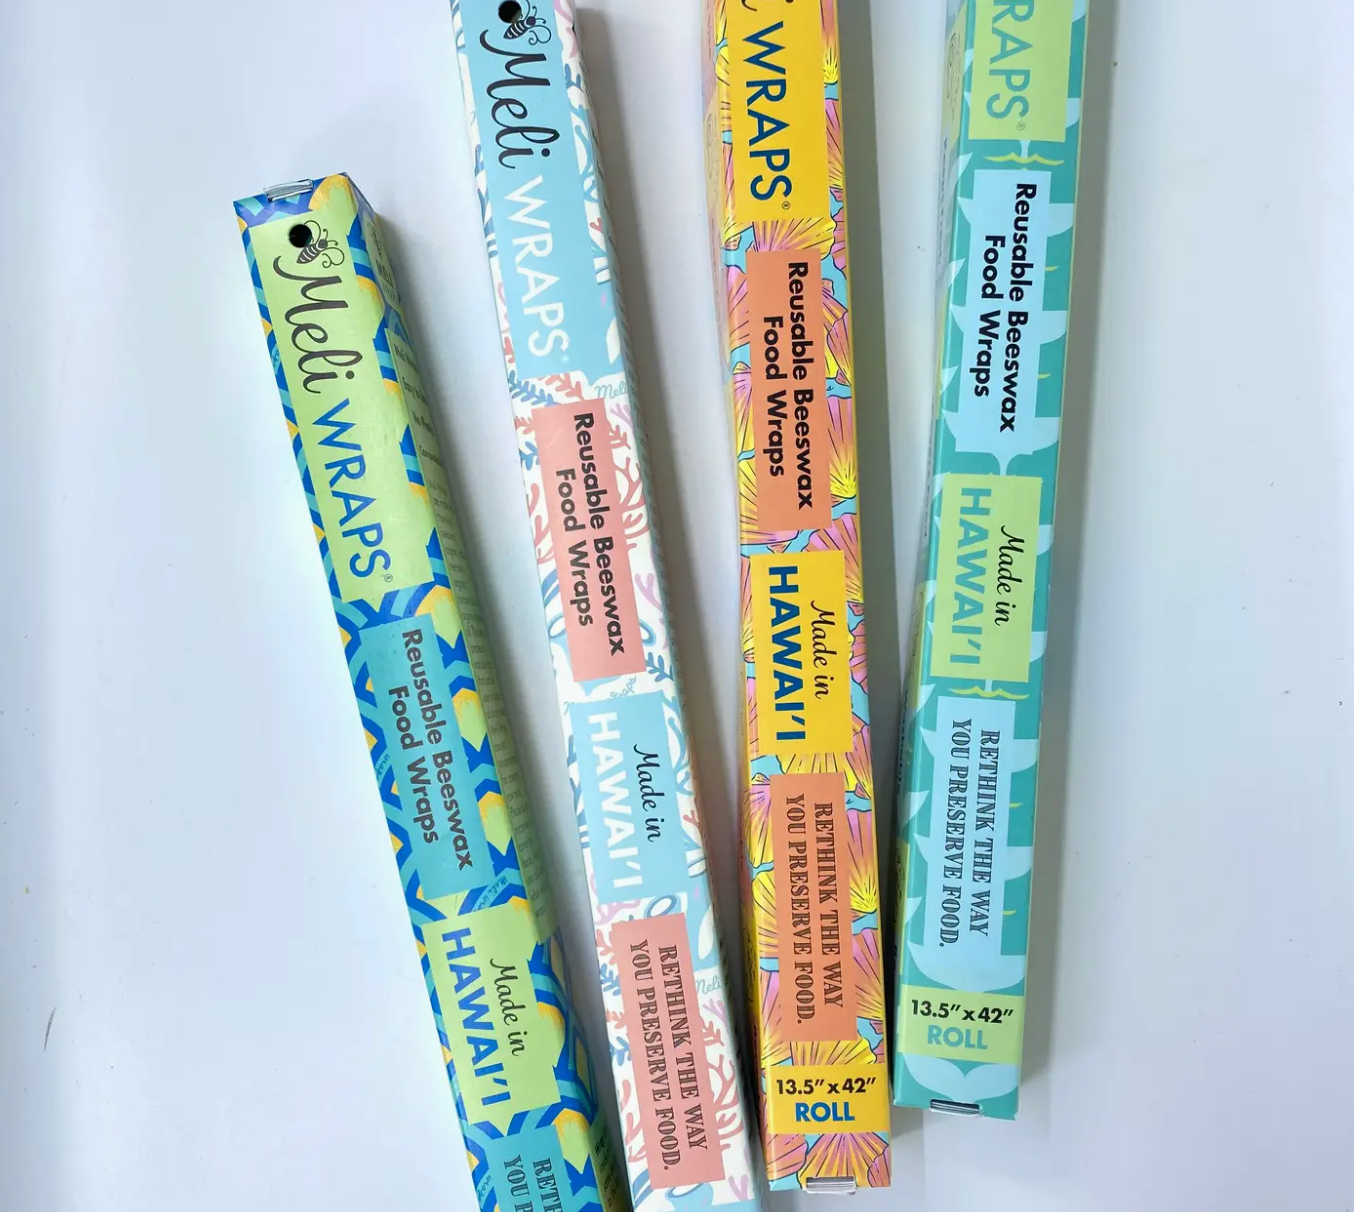 Meli WRAPS®
Reusable Beeswax
Food Wraps
Made in
HAWAI'I
Meli WRAPS®
Reusable Beeswax
Food Wraps
Made in
HAWAI'I
RETHINK THE WAY
YOU PRESERVE FOOD.
WRAPS®
Reusable Beeswax
Food Wraps
Made in
HAWAI'I
RETHINK THE WAY
YOU PRESERVE FOOD.
13.5" x 42"
ROLL
RAPS®
Reusable Beeswax
Food Wraps
Made in
HAWAI'I
RETHINK THE WAY
YOU PRESERVE FOOD.
13.5" x 42"
ROLL